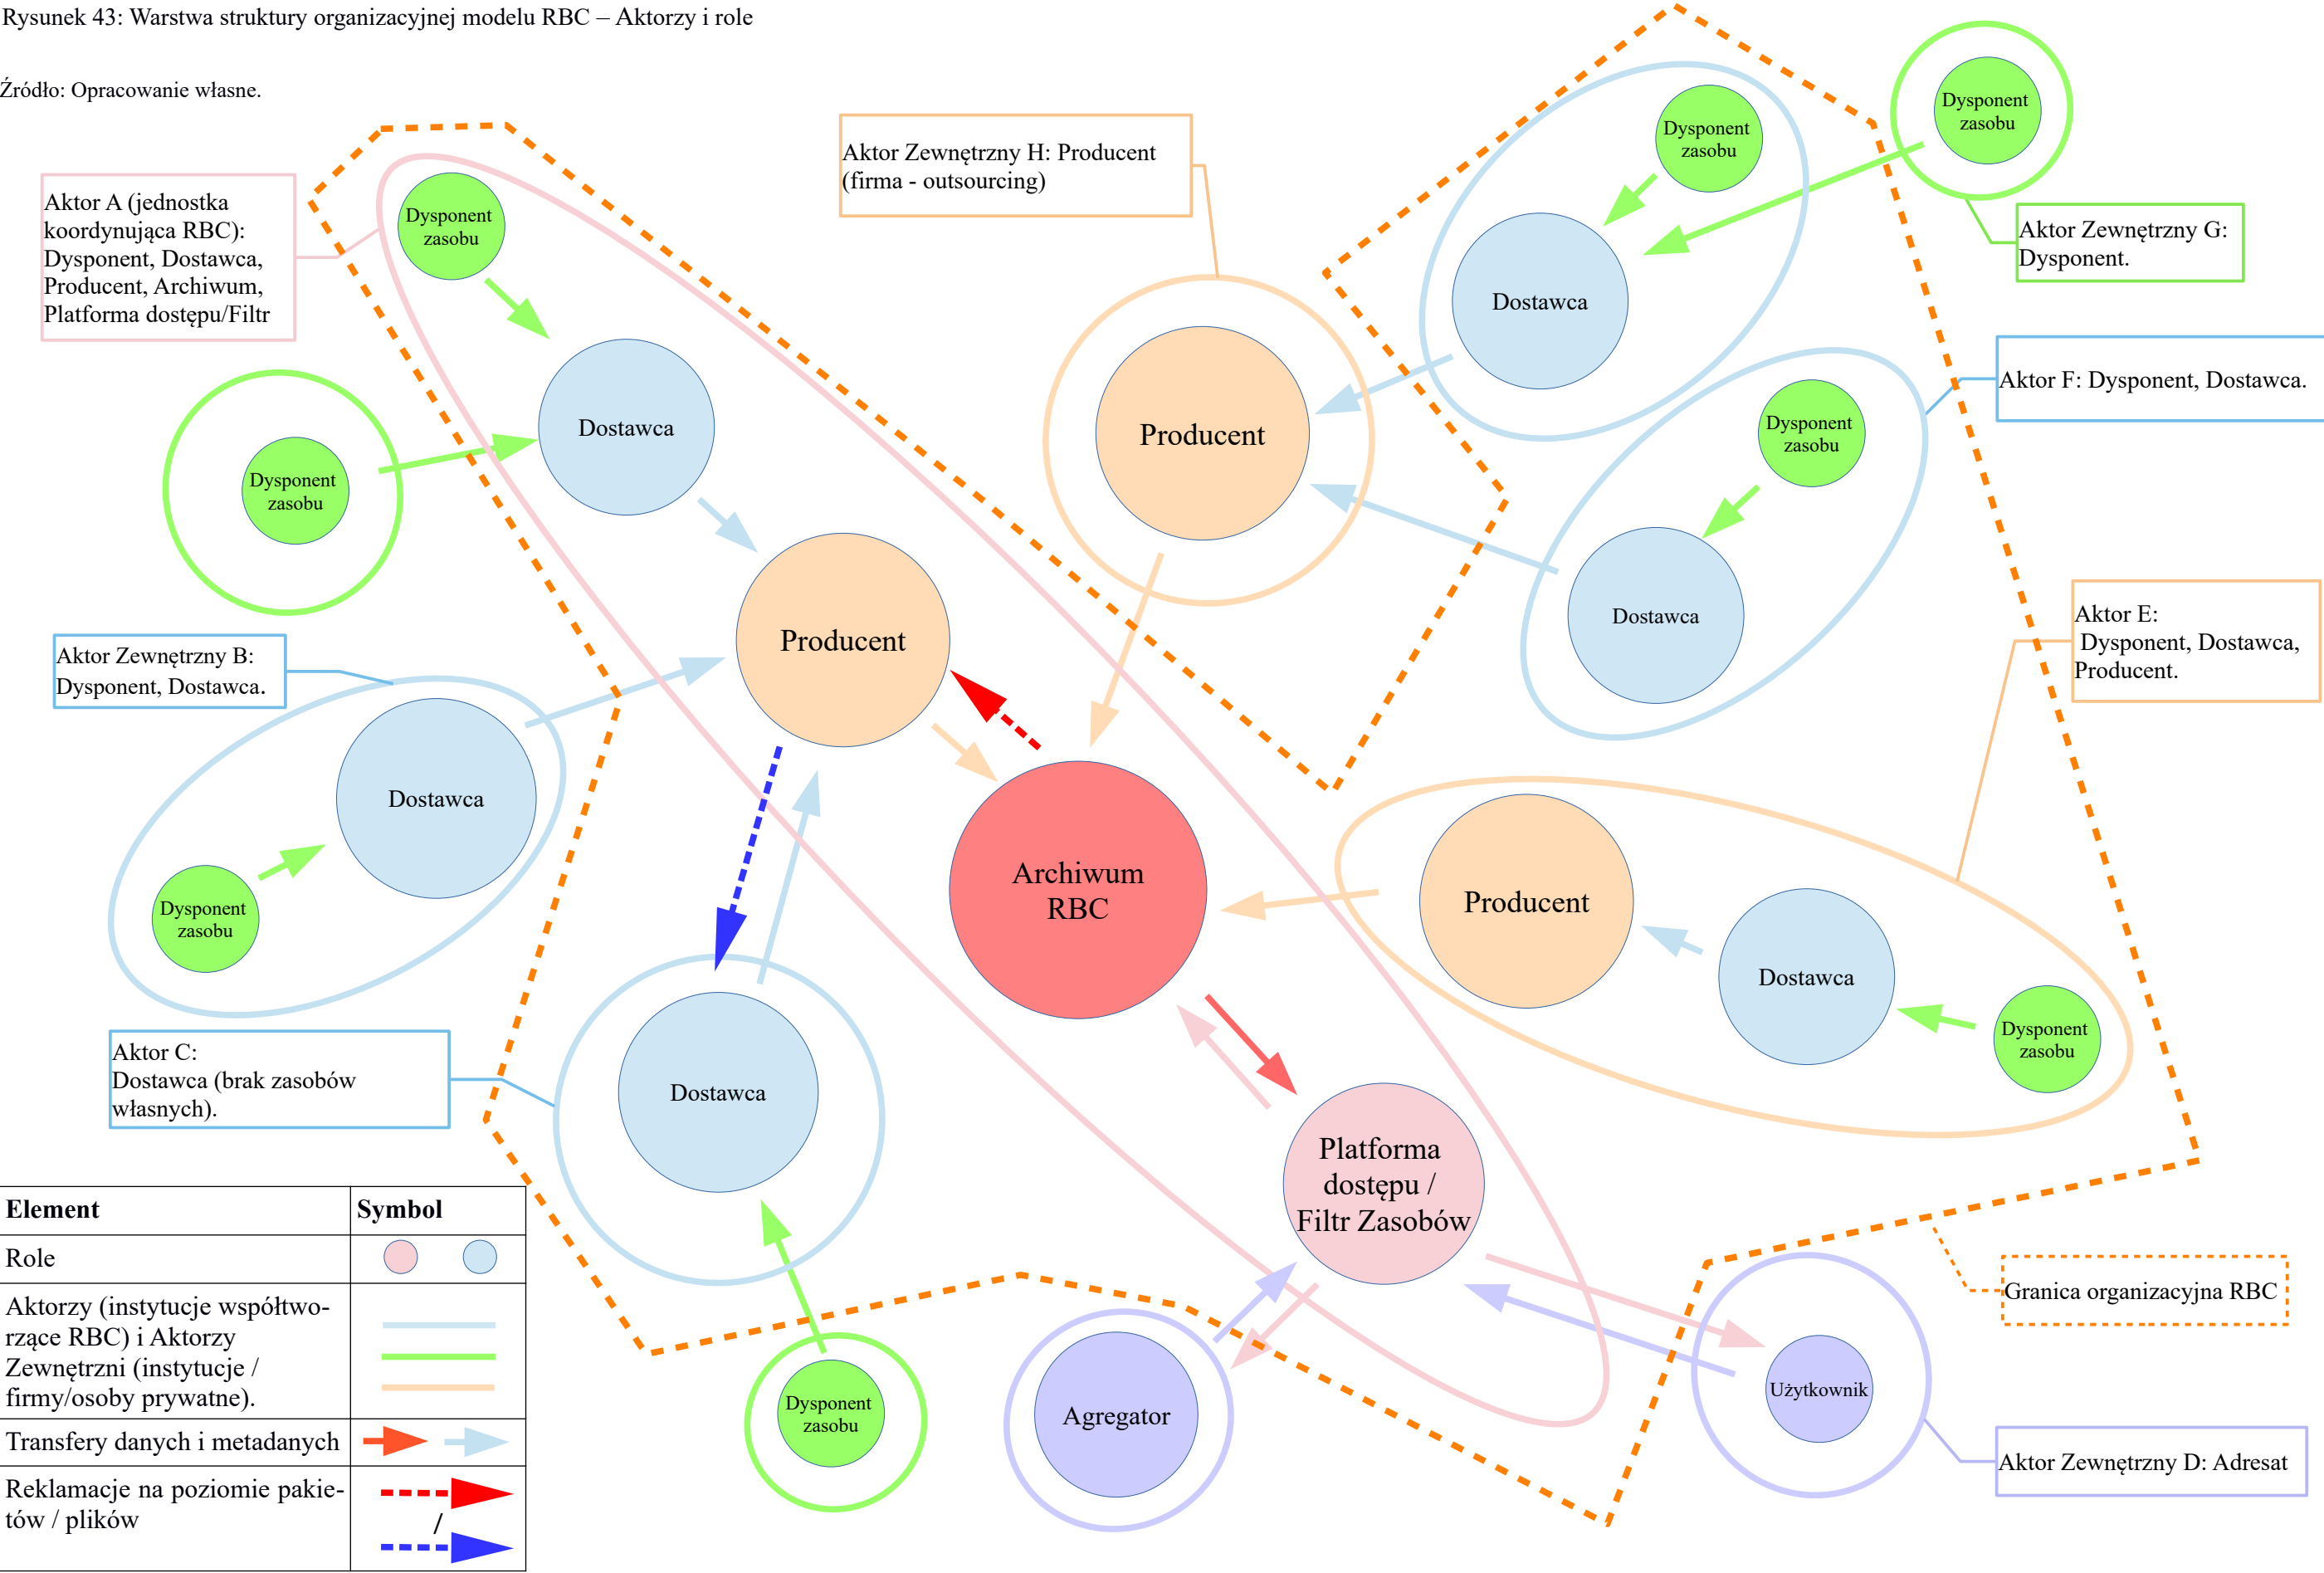 Rysunek 43: Warstwa struktury organizacyjnej modelu RBC – Aktorzy i role
Źródło: Opracowanie własne.
Aktor A (jednostka
koordynująca RBC):
Dysponent, Dostawca,
Producent, Archiwum,
Platforma dostępu/Filtr
Dysponent
zasobu
Dostawca
Dysponent
zasobu
Aktor Zewnętrzny H: Producent
(firma - outsourcing)
Producent
Dysponent
zasobu
Dostawca
Dysponent
zasobu
Aktor Zewnętrzny G:
Dysponent.
Aktor F: Dysponent, Dostawca.
Dysponent
zasobu
Dostawca
Producent
Aktor Zewnętrzny B:
Dysponent, Dostawca.
Dostawca
Dysponent
zasobu
Aktor E:
Dysponent, Dostawca,
Producent.
Archiwum
RBC
Producent
Dostawca
Dysponent
zasobu
Aktor C:
Dostawca (brak zasobów
własnych).
Dostawca
Platforma
dostępu /
Filtr Zasobów
Granica organizacyjna RBC
Dysponent
zasobu
Agregator
Użytkownik
Aktor Zewnętrzny D: Adresat
Element
Symbol
Role
Aktorzy (instytucje współtwo-
rzące RBC) i Aktorzy
Zewnętrzni (instytucje /
firmy/osoby prywatne).
Transfery danych i metadanych
Reklamacje na poziomie pakie-
tów / plików
/